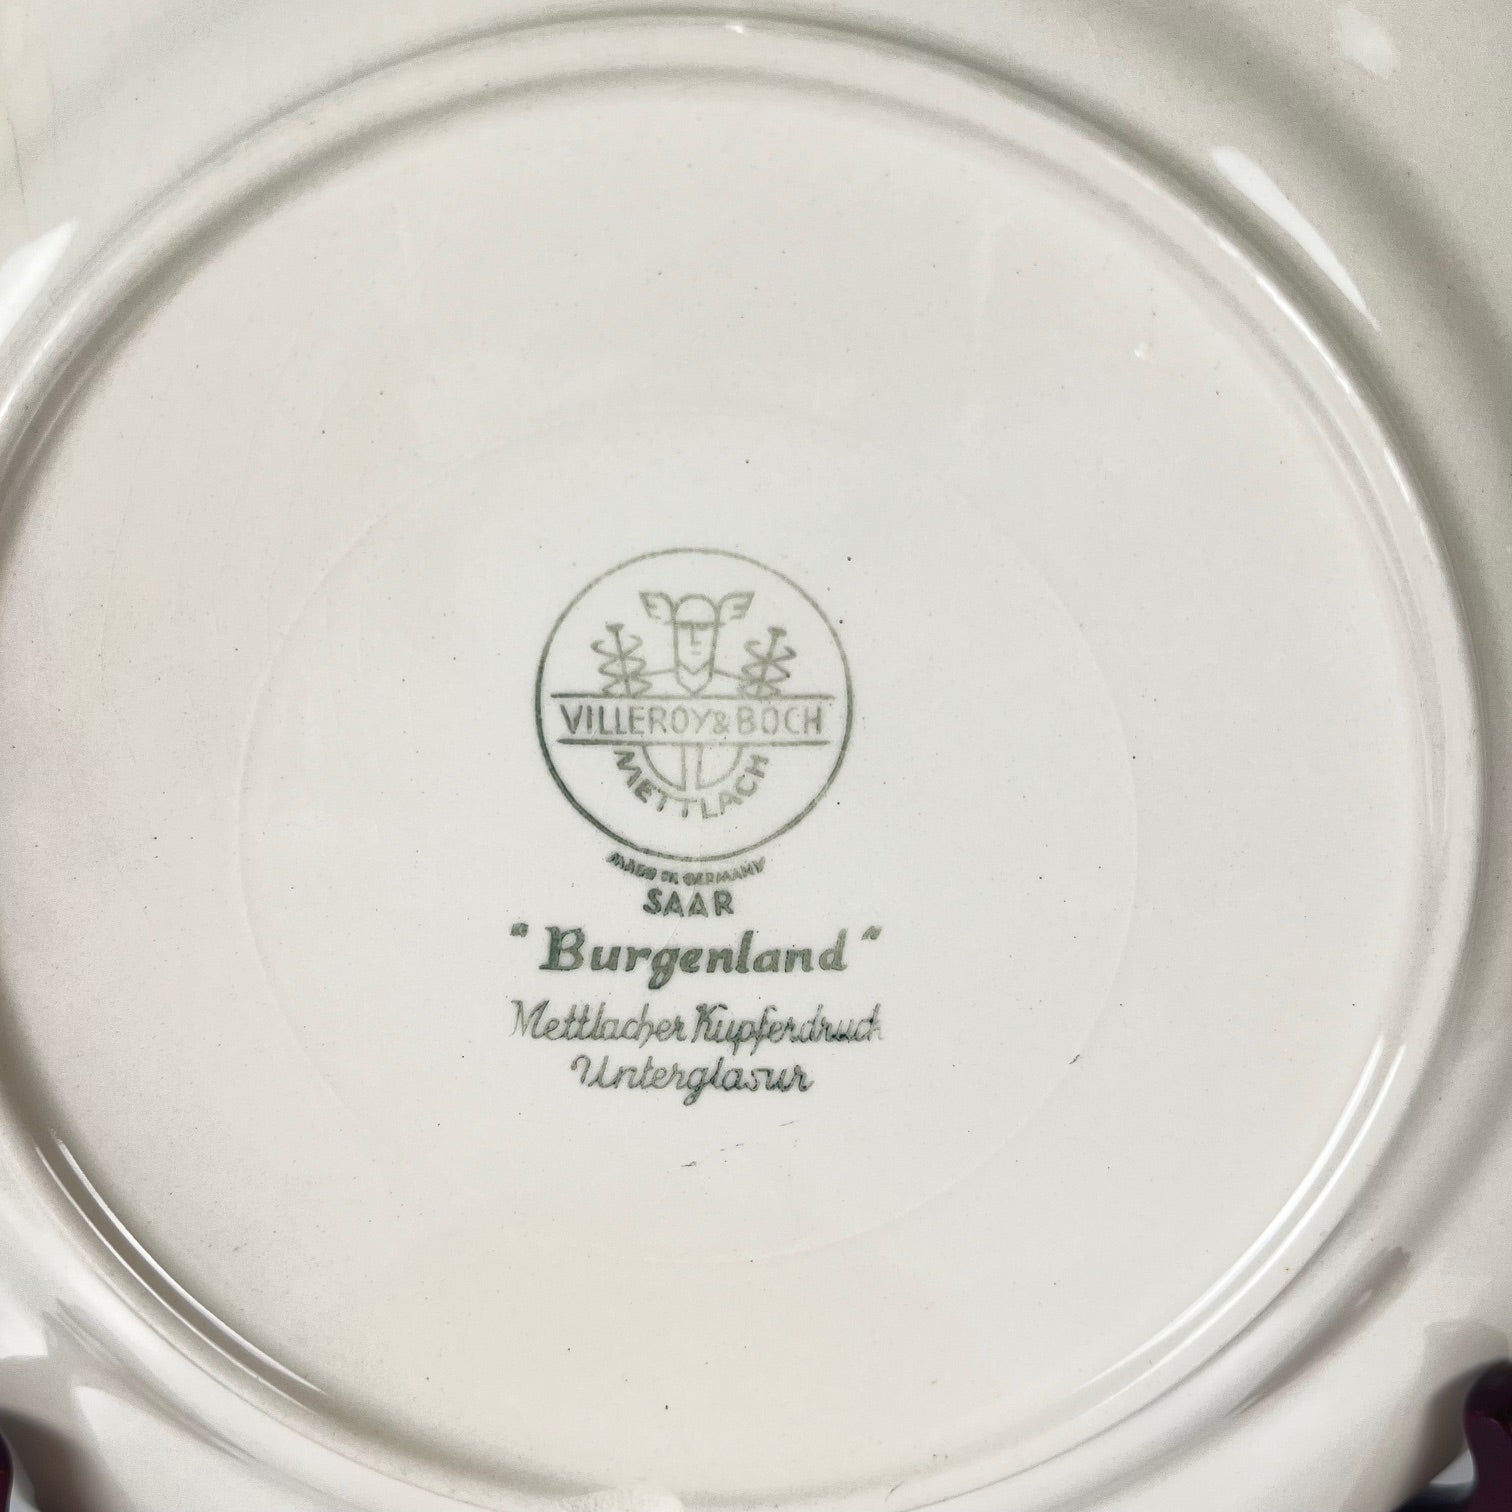 VILLEROY & BOCH
METTLACH
MADE IN GERMANY
SAAR
"Burgenland"
Mettlacher Kupferdruck
Unterglasur